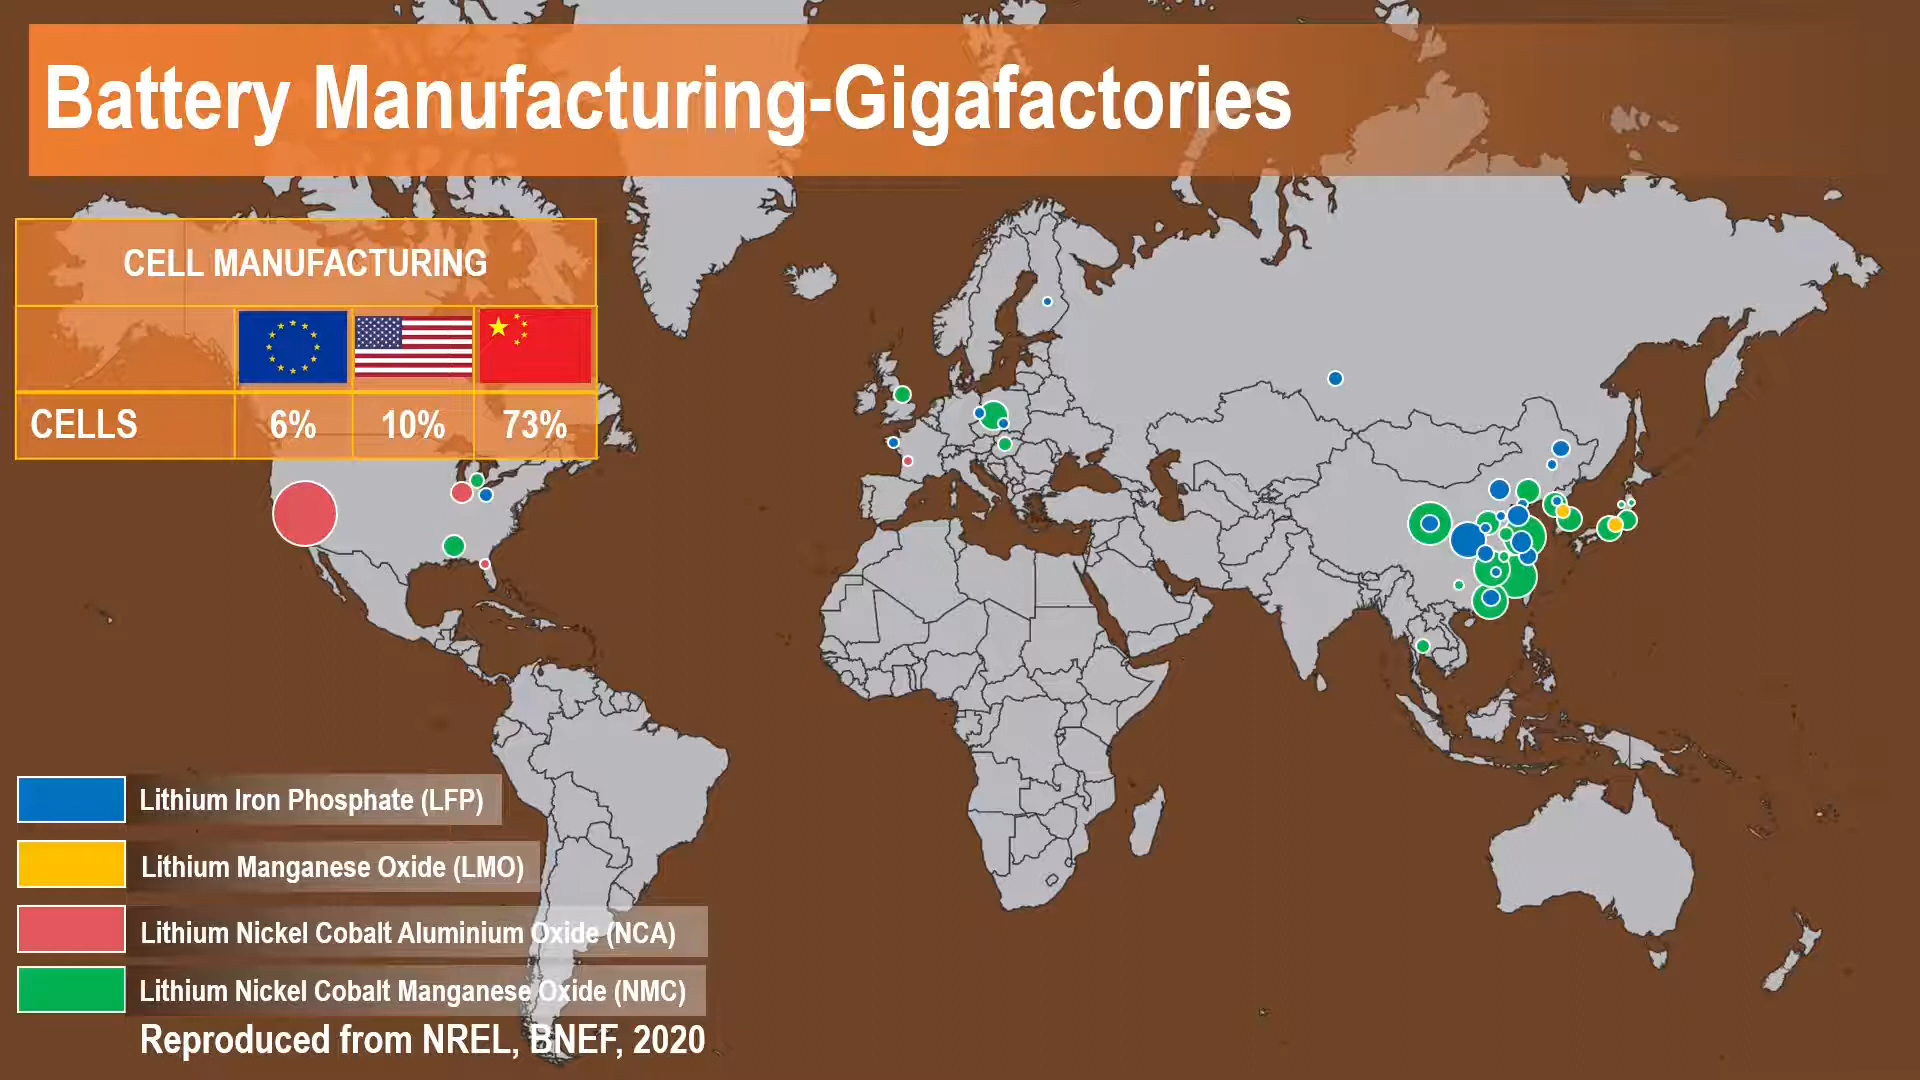 Battery Manufacturing-Gigafactories
CELL MANUFACTURING
CELLS 6% 10% 73%
Lithium Iron Phosphate (LFP)
Lithium Manganese Oxide (LMO)
Lithium Nickel Cobalt Aluminium Oxide (NCA)
Lithium Nickel Cobalt Manganese Oxide (NMC)
Reproduced from NREL, BNEF, 2020